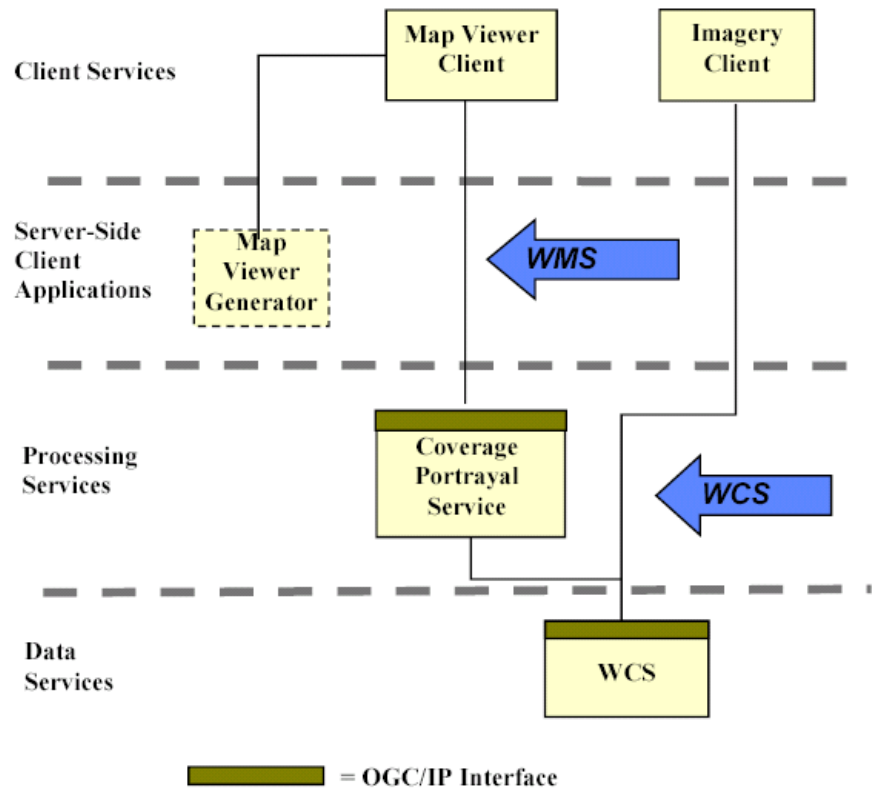 Map Viewer
Client
Imagery
Client
Client Services
Server-Side
Client
Applications
Map
Viewer
Generator
WMS
Processing
Services
Coverage
Portrayal
Service
WCS
Data
Services
WCS
= OGC/IP Interface